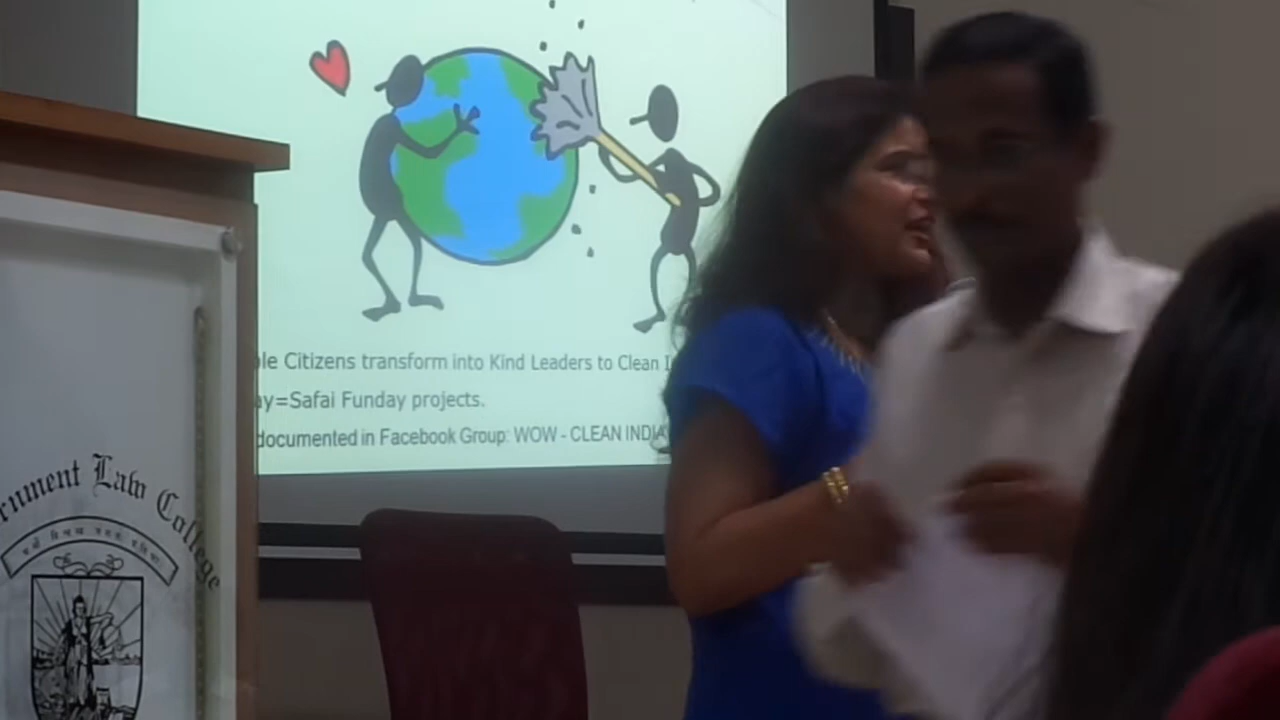 ble Citizens transform into Kind Leaders to Clean I
ay=Safai Funday projects.
documented in Facebook Group: WOW - CLEAN INDIA
rnment Law College